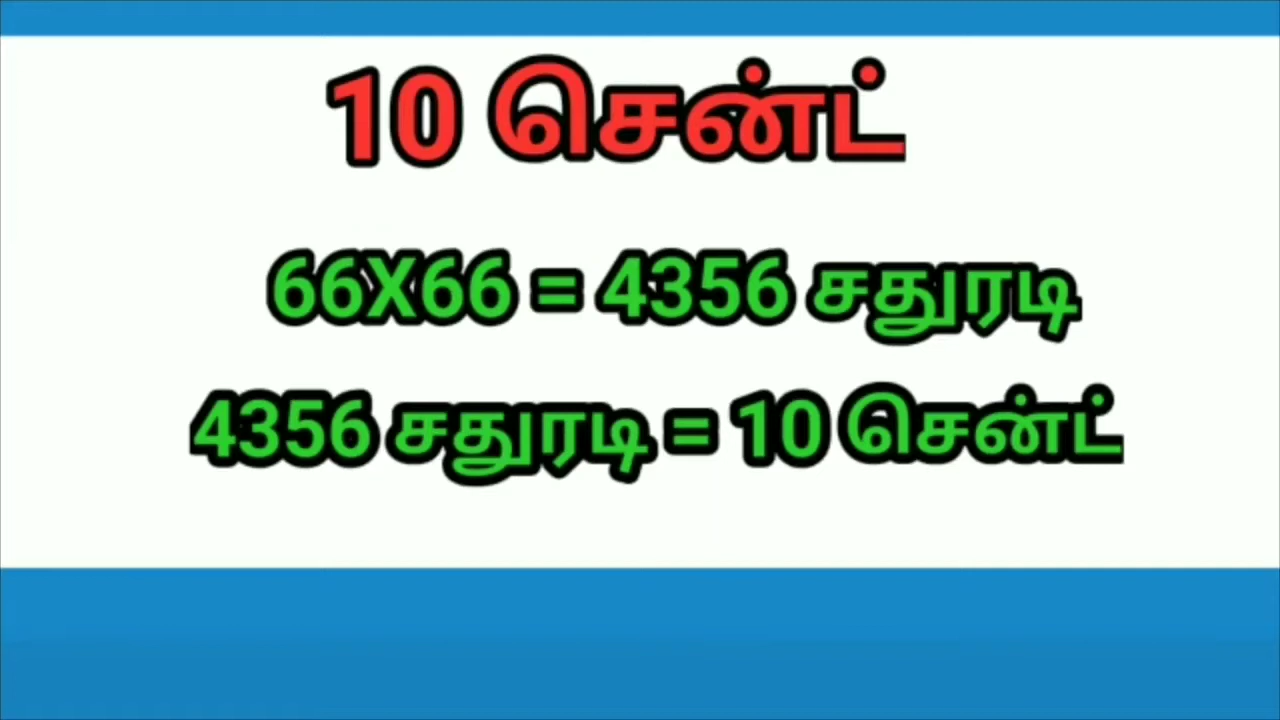 10 சென்ட்
66X66 = 4356 சதுரடி
4356 சதுரடி = 10 சென்ட்